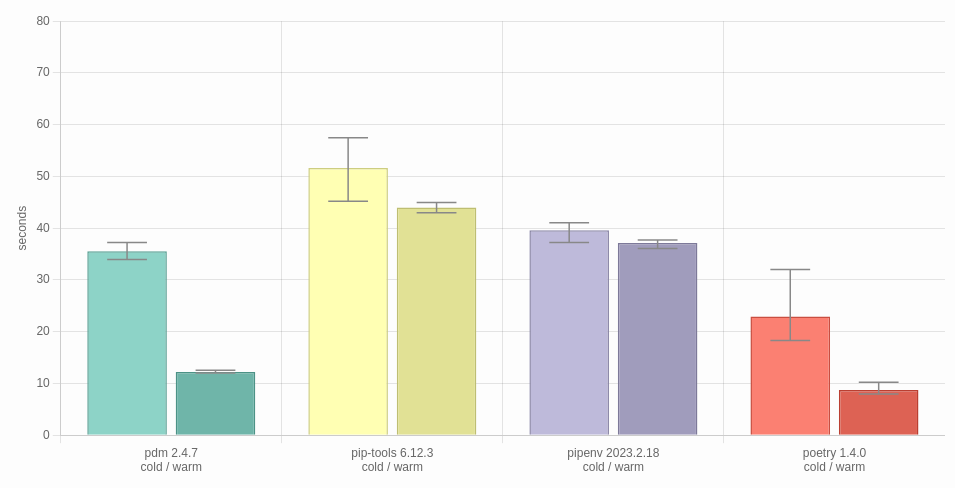 80
70
60
50
40
30
20
10
0
seconds
pdm 2.4.7
cold / warm
pip-tools 6.12.3
cold / warm
pipenv 2023.2.18
cold / warm
poetry 1.4.0
cold / warm